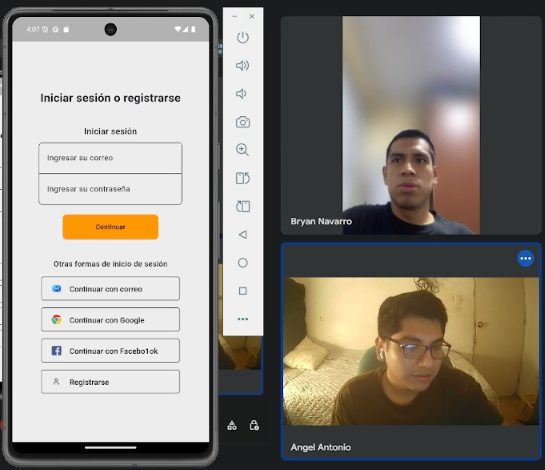 4:07
Iniciar sesión o registrarse
Iniciar sesión
Ingresar su correo
Ingresar su contraseña
Continuar
Otras formas de inicio de sesión
Continuar con correo
Continuar con Google
Continuar con Facebo1ok
Registrarse
Bryan Navarro
Angel Antonio